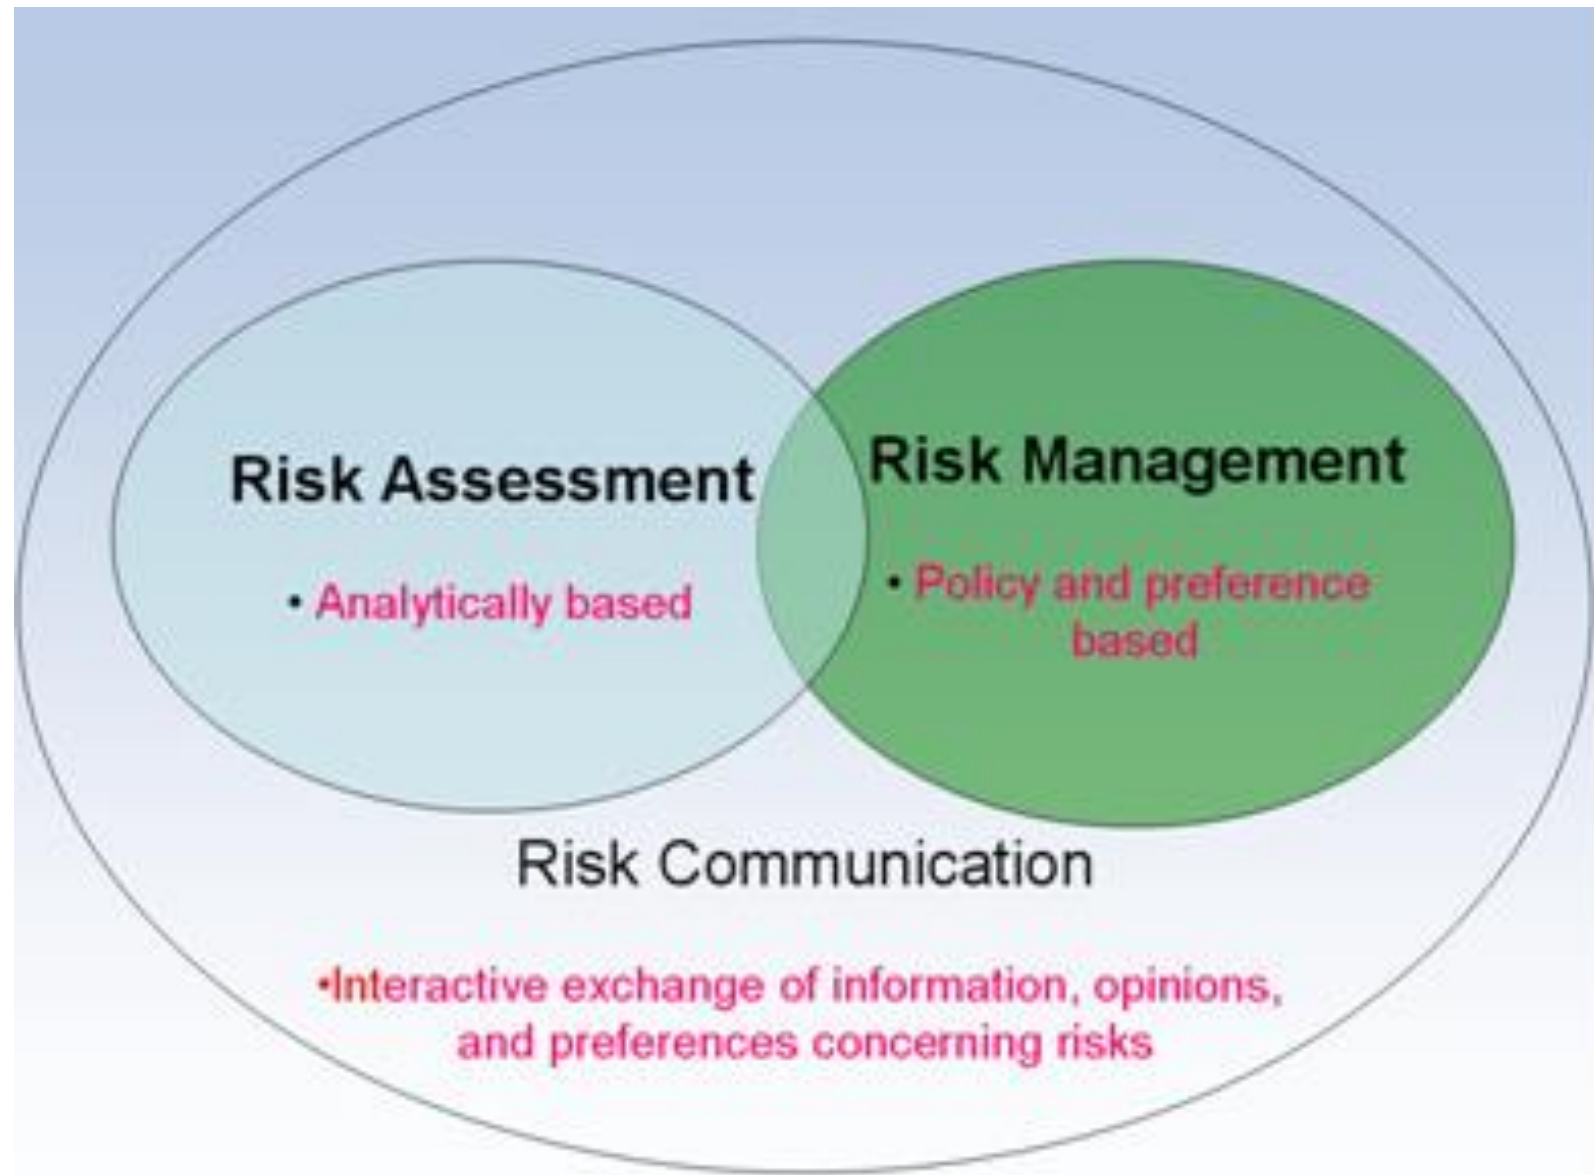 Risk Assessment
• Analytically based
Risk Management
• Policy and preference
based
Risk Communication
•Interactive exchange of information, opinions,
and preferences concerning risks